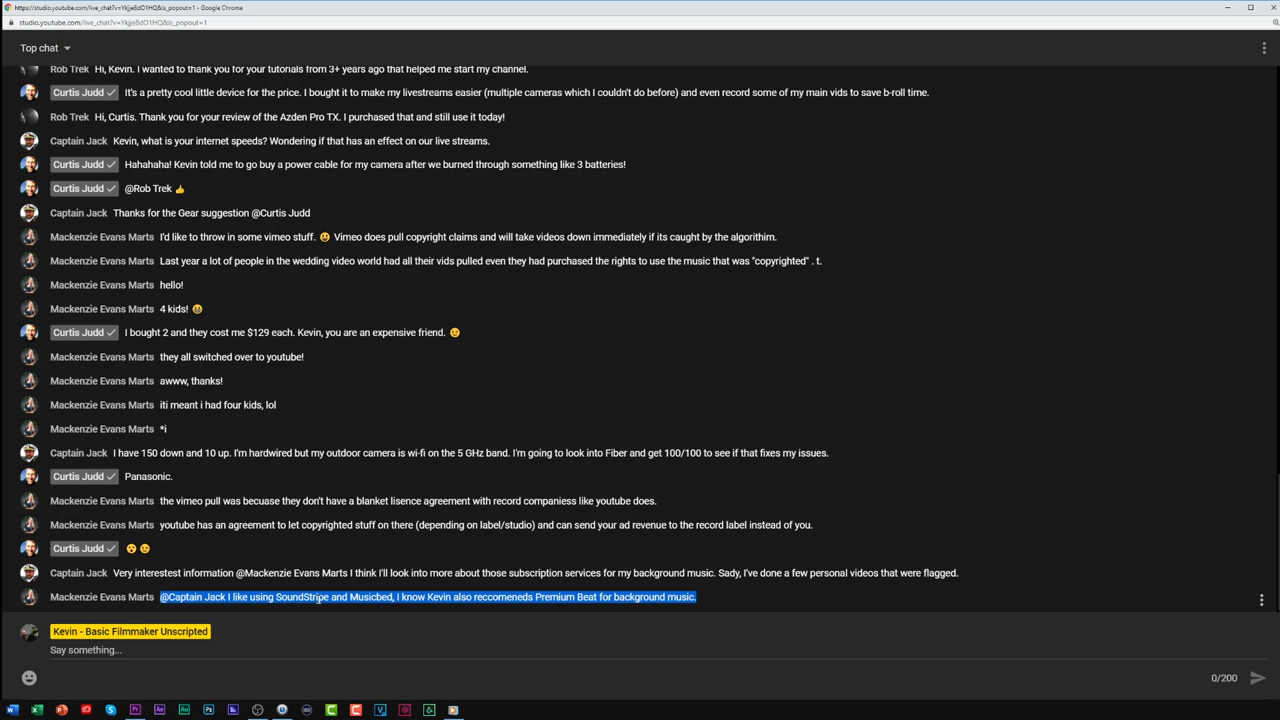 https://studio.youtube.com/live_chat?v=Ykjje8dO1HQ&is_popout=1 - Google Chrome
studio.youtube.com/live_chat?v=Ykjje8dO1HQ&is_popout=1
Top chat
Rob Trek Hi, Kevin. I wanted to thank you for your tutorials from 3+ years ago that helped me start my channel.
Curtis Judd It's a pretty cool little device for the price. I bought it to make my livestreams easier (multiple cameras which I couldn't do before) and even record some of my main vids to save b-roll time.
Rob Trek Hi, Curtis. Thank you for your review of the Azden Pro TX. I purchased that and still use it today!
Captain Jack Kevin, what is your internet speeds? Wondering if that has an effect on our live streams.
Curtis Judd Hahahaha! Kevin told me to go buy a power cable for my camera after we burned through something like 3 batteries!
Curtis Judd @Rob Trek 👍
Captain Jack Thanks for the Gear suggestion @Curtis Judd
Mackenzie Evans Marts I'd like to throw in some vimeo stuff. 😀 Vimeo does pull copyright claims and will take videos down immediately if its caught by the algorithim.
Mackenzie Evans Marts Last year a lot of people in the wedding video world had all their vids pulled even they had purchased the rights to use the music that was "copyrighted" . t.
Mackenzie Evans Marts hello!
Mackenzie Evans Marts 4 kids! 😀
Curtis Judd I bought 2 and they cost me $129 each. Kevin, you are an expensive friend. 😉
Mackenzie Evans Marts they all switched over to youtube!
Mackenzie Evans Marts awww, thanks!
Mackenzie Evans Marts iti meant i had four kids, lol
Mackenzie Evans Marts *i
Captain Jack I have 150 down and 10 up. I'm hardwired but my outdoor camera is wi-fi on the 5 GHz band. I'm going to look into Fiber and get 100/100 to see if that fixes my issues.
Curtis Judd Panasonic.
Mackenzie Evans Marts the vimeo pull was becuase they don't have a blanket lisence agreement with record companiess like youtube does.
Mackenzie Evans Marts youtube has an agreement to let copyrighted stuff on there (depending on label/studio) and can send your ad revenue to the record label instead of you.
Curtis Judd 😮 😉
Captain Jack Very interestest information @Mackenzie Evans Marts I think I'll look into more about those subscription services for my background music. Sady, I've done a few personal videos that were flagged.
Mackenzie Evans Marts @Captain Jack I like using SoundStripe and Musicbed, I know Kevin also reccomeneds Premium Beat for background music.
Kevin - Basic Filmmaker Unscripted
Say something...
0/200